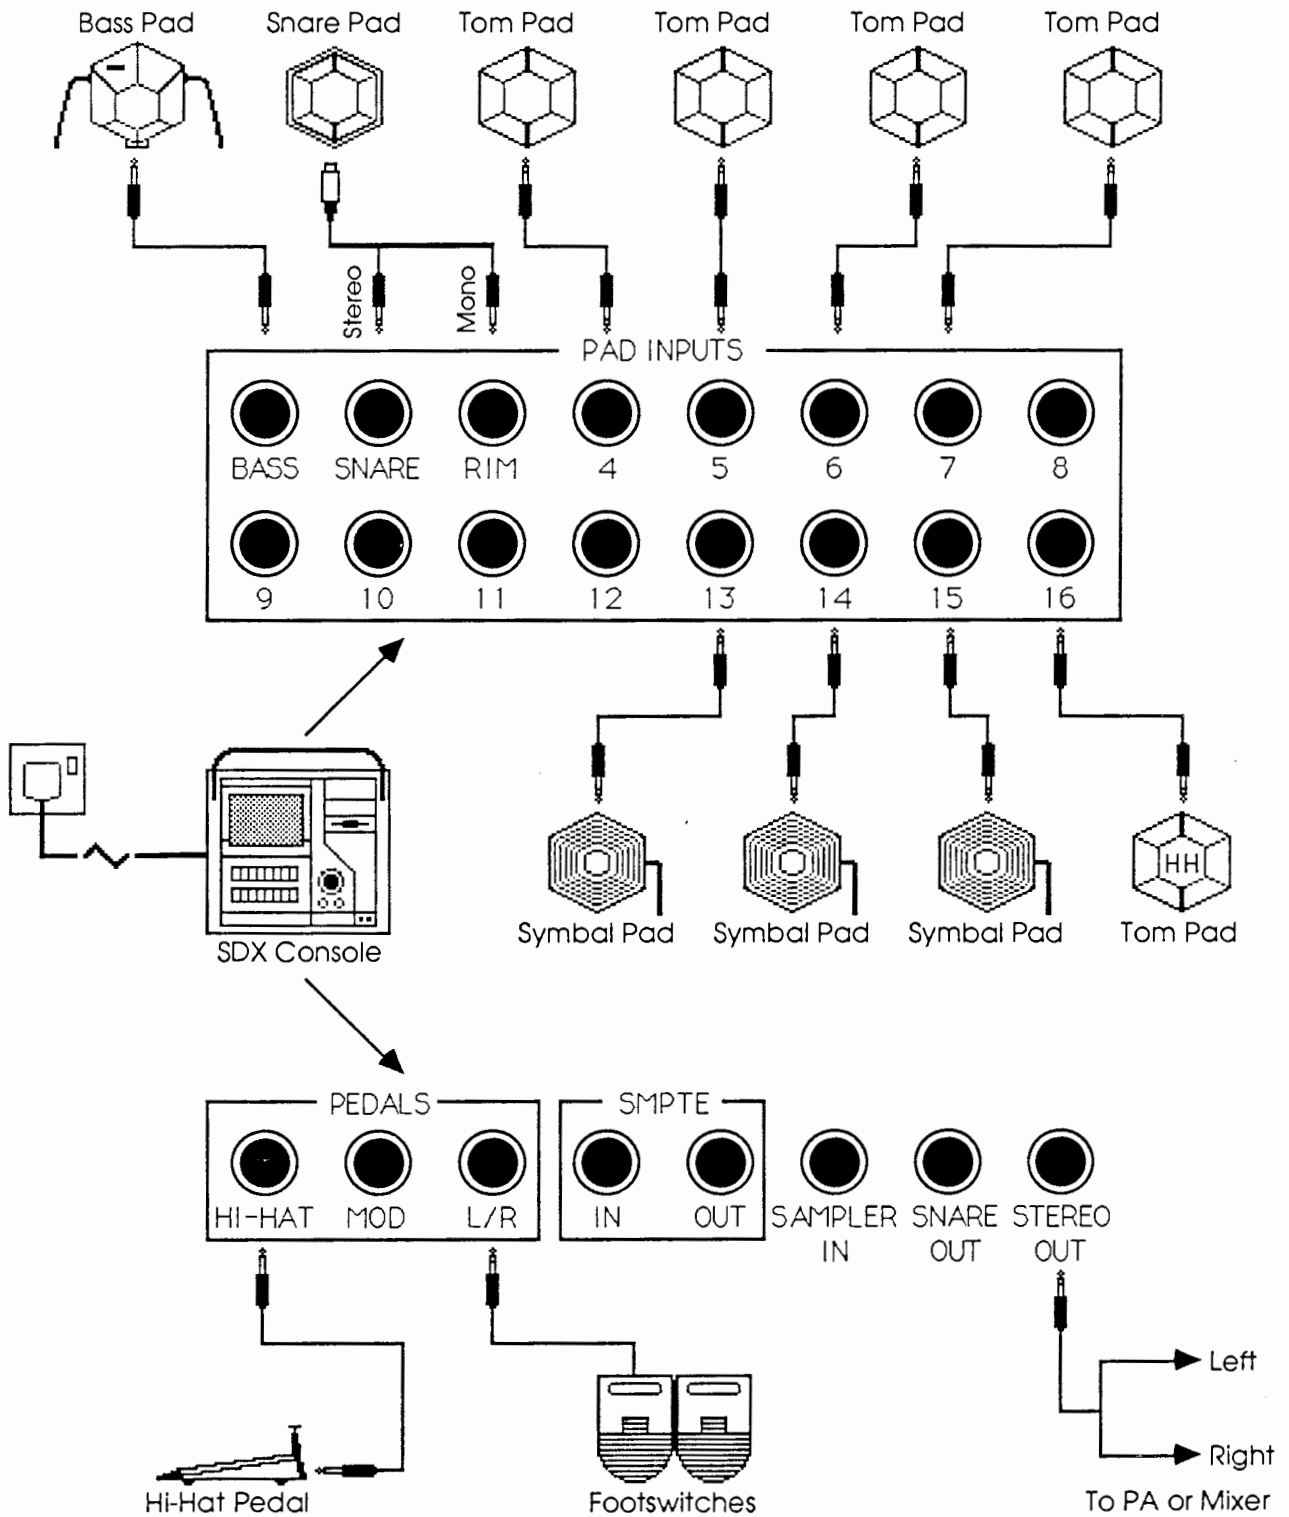 Bass Pad Snare Pad Tom Pad Tom Pad Tom Pad Tom Pad
Stereo Mono
PAD INPUTS
BASS SNARE RIM 4 5 6 7 8
9 10 11 12 13 14 15 16
HH
Symbal Pad Symbal Pad Symbal Pad Tom Pad
SDX Console
PEDALS SMPTE
HI-HAT MOD L/R IN OUT SAMPLER IN SNARE OUT STEREO OUT
Left
Right
Hi-Hat Pedal Footswitches To PA or Mixer